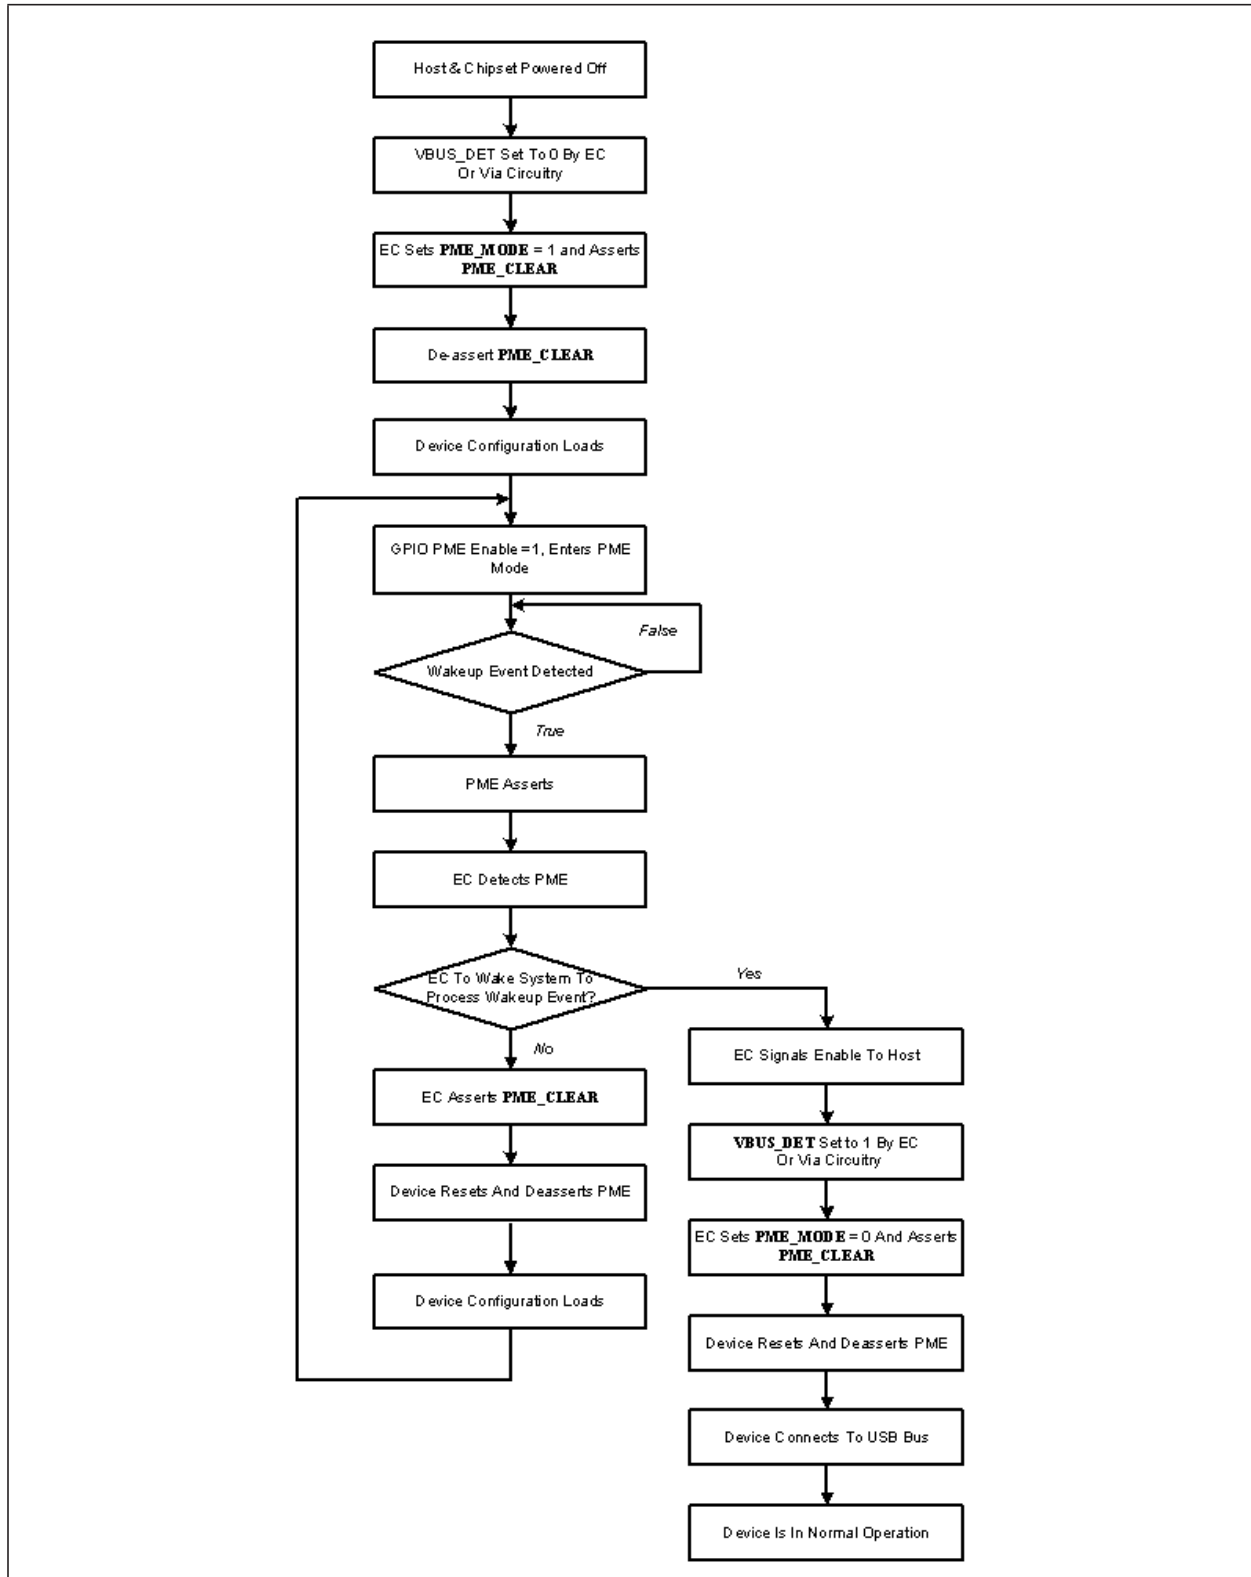 Host & Chipset Powered Off
VBUS_DET Set To 0 By EC
Or Via Circuitry
EC Sets PME_MODE = 1 and Asserts
PME_CLEAR
De-assert PME_CLEAR
Device Configuration Loads
GPIO PME Enable =1, Enters PME
Mode
False
Wakeup Event Detected
True
PME Asserts
EC Detects PME
EC To Wake System To
Process Wakeup Event?
Yes
No
EC Asserts PME_CLEAR
Device Resets And Deasserts PME
Device Configuration Loads
EC Signals Enable To Host
VBUS_DET Set to 1 By EC
Or Via Circuitry
EC Sets PME_MODE = 0 And Asserts
PME_CLEAR
Device Resets And Deasserts PME
Device Connects To USB Bus
Device Is In Normal Operation